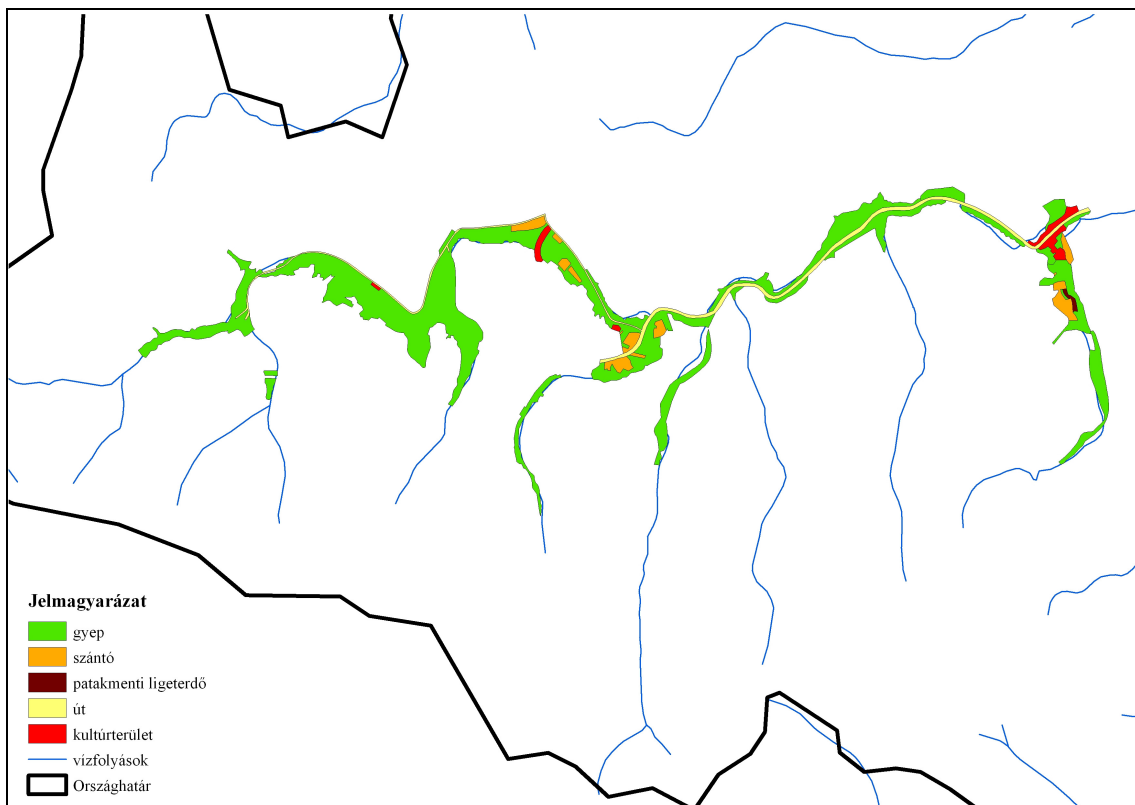 Jelmagyarázat
gyep
szántó
patakmenti ligeterdő
út
kultúrterület
vízfolyások
Országhatár